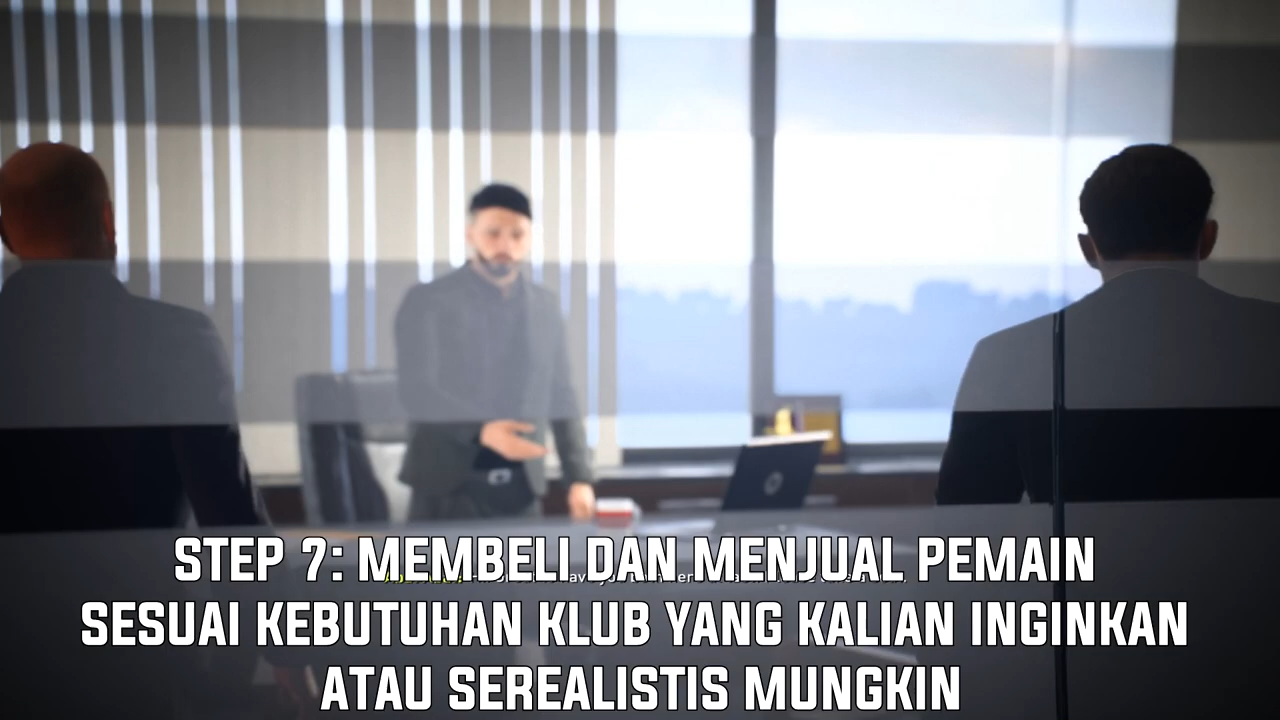 STEP 7: MEMBELI DAN MENJUAL PEMAIN
SESUAI KEBUTUHAN KLUB YANG KALIAN INGINKAN
ATAU SEREALISTIS MUNGKIN